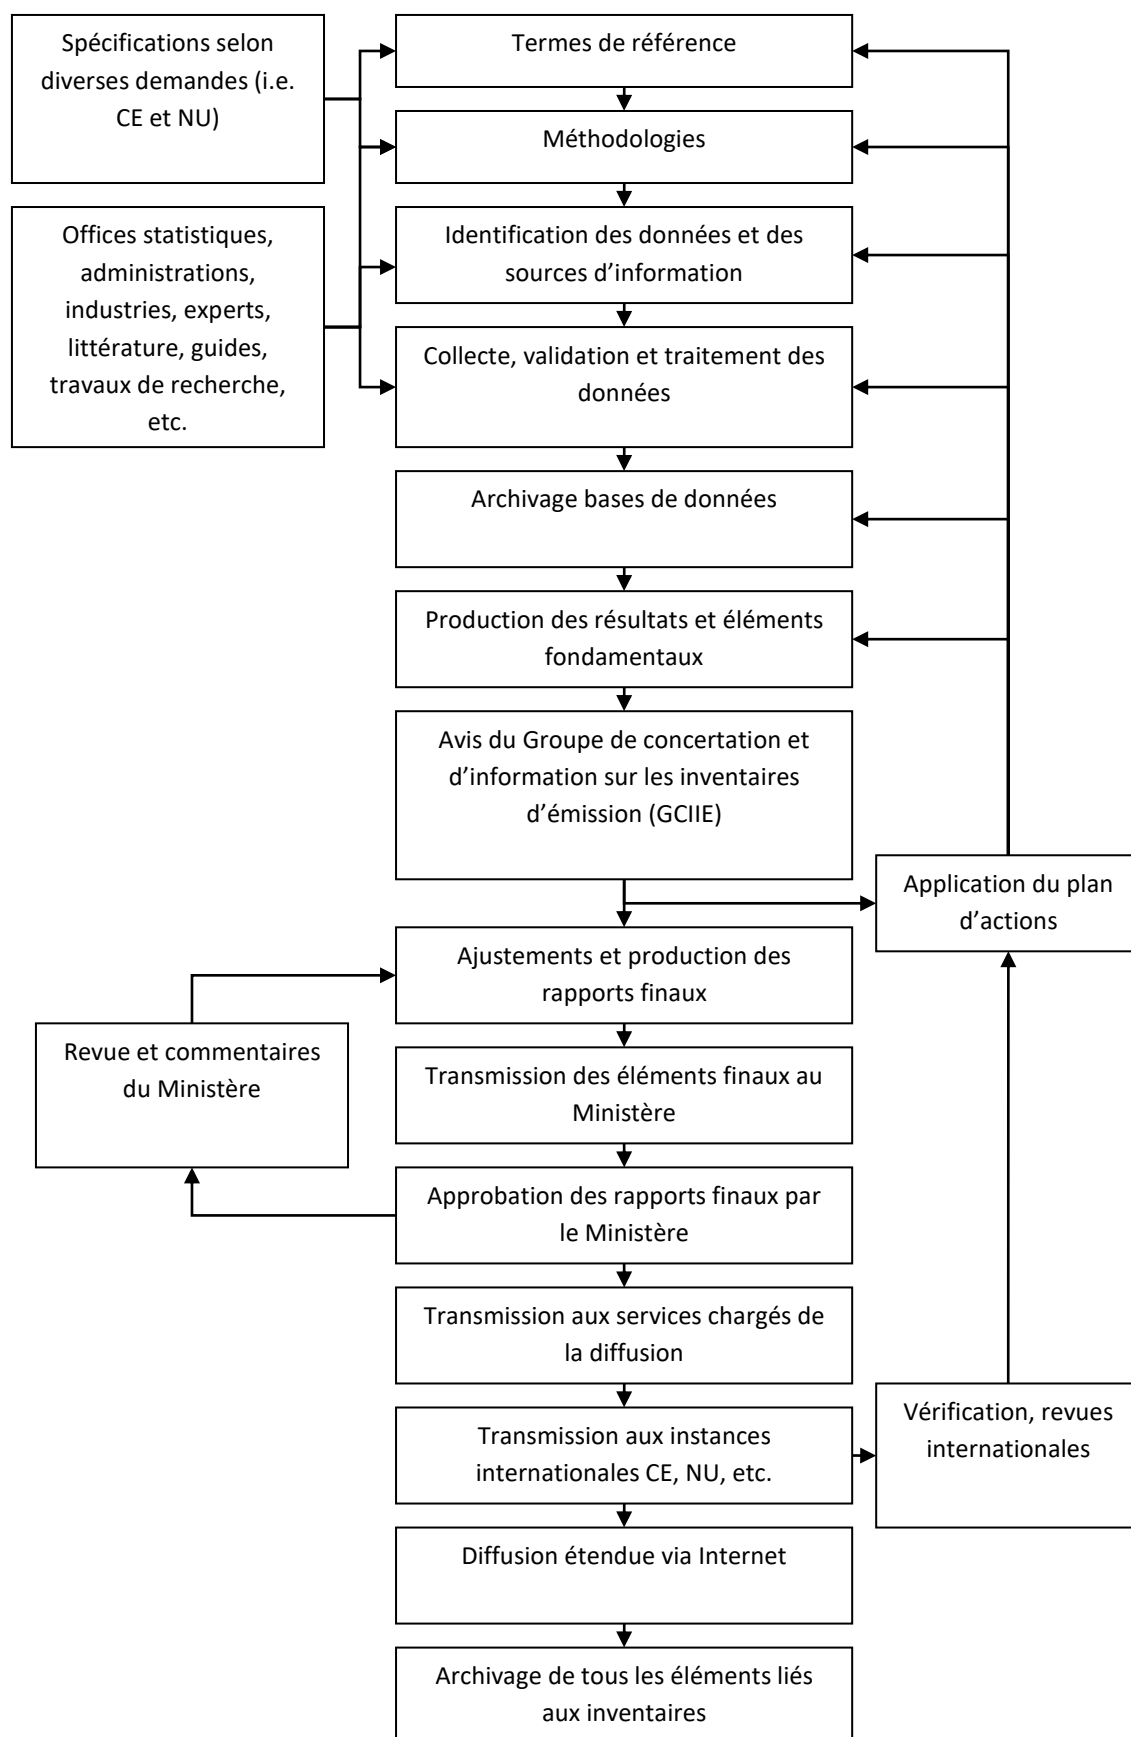 Spécifications selon
diverses demandes (i.e.
CE et NU)
Termes de référence
Méthodologies
Offices statistiques,
administrations,
industries, experts,
littérature, guides,
travaux de recherche,
etc.
Identification des données et des
sources d’information
Collecte, validation et traitement des
données
Archivage bases de données
Production des résultats et éléments
fondamentaux
Avis du Groupe de concertation et
d’information sur les inventaires
d’émission (GCIIE)
Application du plan
d’actions
Ajustements et production des
rapports finaux
Revue et commentaires
du Ministère
Transmission des éléments finaux au
Ministère
Approbation des rapports finaux par
le Ministère
Transmission aux services chargés de
la diffusion
Transmission aux instances
internationales CE, NU, etc.
Vérification, revues
internationales
Diffusion étendue via Internet
Archivage de tous les éléments liés
aux inventaires